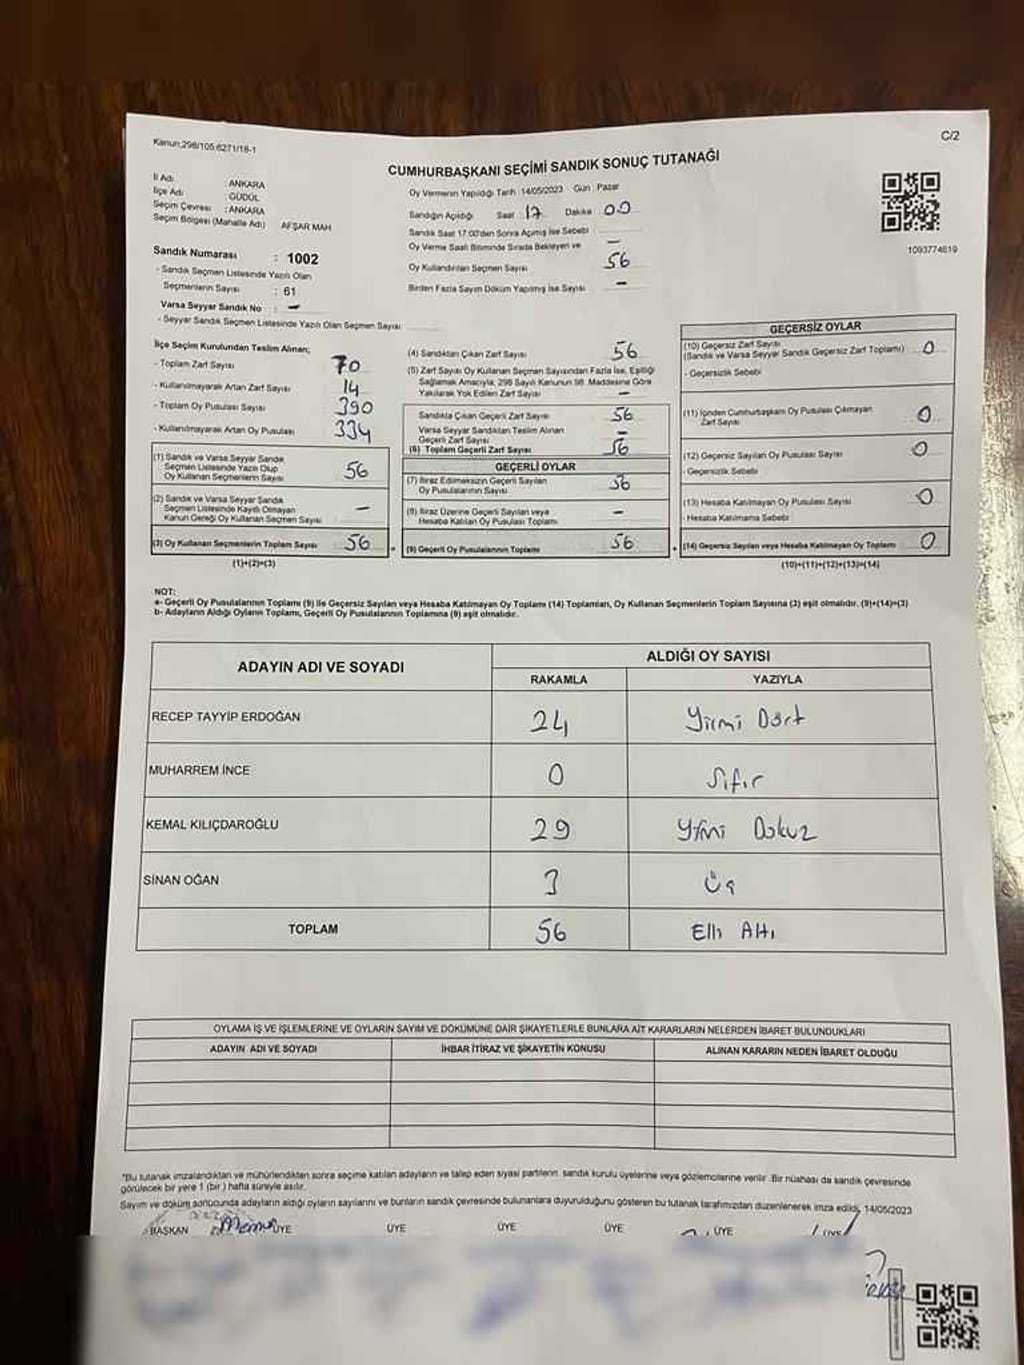 Kanun,298/105,6271/18-1
C/2
CUMHURBAŞKANI SEÇİMİ SANDIK SONUÇ TUTANAĞI
İl Adı : ANKARA
İlçe Adı : GÜDÜL
Seçim Çevresi : ANKARA
Seçim Bölgesi (Mahalle Adı) AFŞAR MAH
Sandık Numarası : 1002
- Sandık Seçmen Listesinde Yazılı Olan
Seçmenlerin Sayısı : 61
Varsa Seyyar Sandık No : -
- Seyyar Sandık Seçmen Listesinde Yazılı Olan Seçmen Sayısı
Oy Vermenin Yapıldığı Tarih :14/05/2023 Gün : Pazar
Sandığın Açıldığı Saat 17 Dakika 00
Sandık Saat 17:00'den Sonra Açılmış İse Sebebi
Oy Verme Saati Bitiminde Sırada Bekleyen ve -
Oy Kullandırılan Seçmen Sayısı 56
Birden Fazla Sayım Döküm Yapılmış İse Sayısı -
1093774619
İlçe Seçim Kurulundan Teslim Alınan;
- Toplam Zarf Sayısı 70
- Kullanılmayarak Artan Zarf Sayısı 14
- Toplam Oy Pusulası Sayısı 390
- Kullanılmayarak Artan Oy Pusulası 334
(1) Sandık ve Varsa Seyyar Sandık
Seçmen Listesinde Yazılı Olup
Oy Kullanan Seçmenlerin Sayısı 56
(2) Sandık ve Varsa Seyyar Sandık
Seçmen Listesinde Kaydı Olmayan
Kanun Gereği Oy Kullanan Seçmen Sayısı -
(3) Oy Kullanan Seçmenlerin Toplam Sayısı 56
(1)+(2)=(3)
(4) Sandıktan Çıkan Zarf Sayısı 56
(5) Zarf Sayısı Oy Kullanan Seçmen Sayısından Fazla İse, Eşitliği
Sağlamak Amacıyla, 298 Sayılı Kanunun 98. Maddesine Göre
Yakılarak Yok Edilen Zarf Sayısı -
Sandıkta Çıkan Geçerli Zarf Sayısı 56
Varsa Seyyar Sandıktan Teslim Alınan
Geçerli Zarf Sayısı -
(6) Toplam Geçerli Zarf Sayısı 56
GEÇERLİ OYLAR
(7) İtiraz Edilmeksizin Geçerli Sayılan
Oy Pusulalarının Sayısı 56
(8) İtiraz Üzerine Geçerli Sayılan veya
Hesaba Katılan Oy Pusulası Toplamı -
(9) Geçerli Oy Pusulalarının Toplamı 56
GEÇERSİZ OYLAR
(10) Geçersiz Zarf Sayısı 0
(Sandık ve Varsa Seyyar Sandık Geçersiz Zarf Toplamı)
- Geçersizlik Sebebi
(11) İçinden Cumhurbaşkanı Oy Pusulası Çıkmayan
Zarf Sayısı 0
(12) Geçersiz Sayılan Oy Pusulası Sayısı 0
- Geçersizlik Sebebi
(13) Hesaba Katılmayan Oy Pusulası Sayısı 0
- Hesaba Katılmama Sebebi
(14) Geçersiz Sayılan veya Hesaba Katılmayan Oy Toplamı 0
(10)+(11)+(12)+(13)=(14)
NOT:
a- Geçerli Oy Pusulalarının Toplamı (9) ile Geçersiz Sayılan veya Hesaba Katılmayan Oy Toplamı (14) Toplamları, Oy Kullanan Seçmenlerin Toplam Sayısına (3) eşit olmalıdır. (9)+(14)=(3)
b- Adayların Aldığı Oyların Toplamı, Geçerli Oy Pusulalarının Toplamına (9) eşit olmalıdır.
ADAYIN ADI VE SOYADI ALDIĞI OY SAYISI
RAKAMLA YAZIYLA
RECEP TAYYİP ERDOĞAN 24 Yirmi Dört
MUHARREM İNCE 0 Sıfır
KEMAL KILIÇDAROĞLU 29 Yirmi Dokuz
SİNAN OĞAN 3 Üç
TOPLAM 56 Elli Altı
OYLAMA İŞ VE İŞLEMLERİNE VE OYLARIN SAYIM VE DÖKÜMÜNE DAİR ŞİKAYETLERLE BUNLARA AİT KARARLARIN NELERDEN İBARET BULUNDUKLARI
ADAYIN ADI VE SOYADI İHBAR İTİRAZ VE ŞİKAYETİN KONUSU ALINAN KARARIN NEDEN İBARET OLDUĞU
*Bu tutanak imzalandıktan ve mühürlendikten sonra seçime katılan adayların ve talep eden siyasi partilerin, sandık kurulu üyelerine veya gözlemcilerine verilir. Bir nüshası da sandık çevresinde
görülecek bir yere 1 (bir) hafta süreyle asılır.
Sayım ve döküm sonucunda adayların aldığı oyların sayılarını ve bunların sandık çevresinde bulunanlara duyurulduğunu gösteren bu tutanak tarafımızdan düzenlenerek imza edildi. 14/05/2023
BAŞKAN Memur ÜYE ÜYE ÜYE ÜYE ÜYE ÜYE